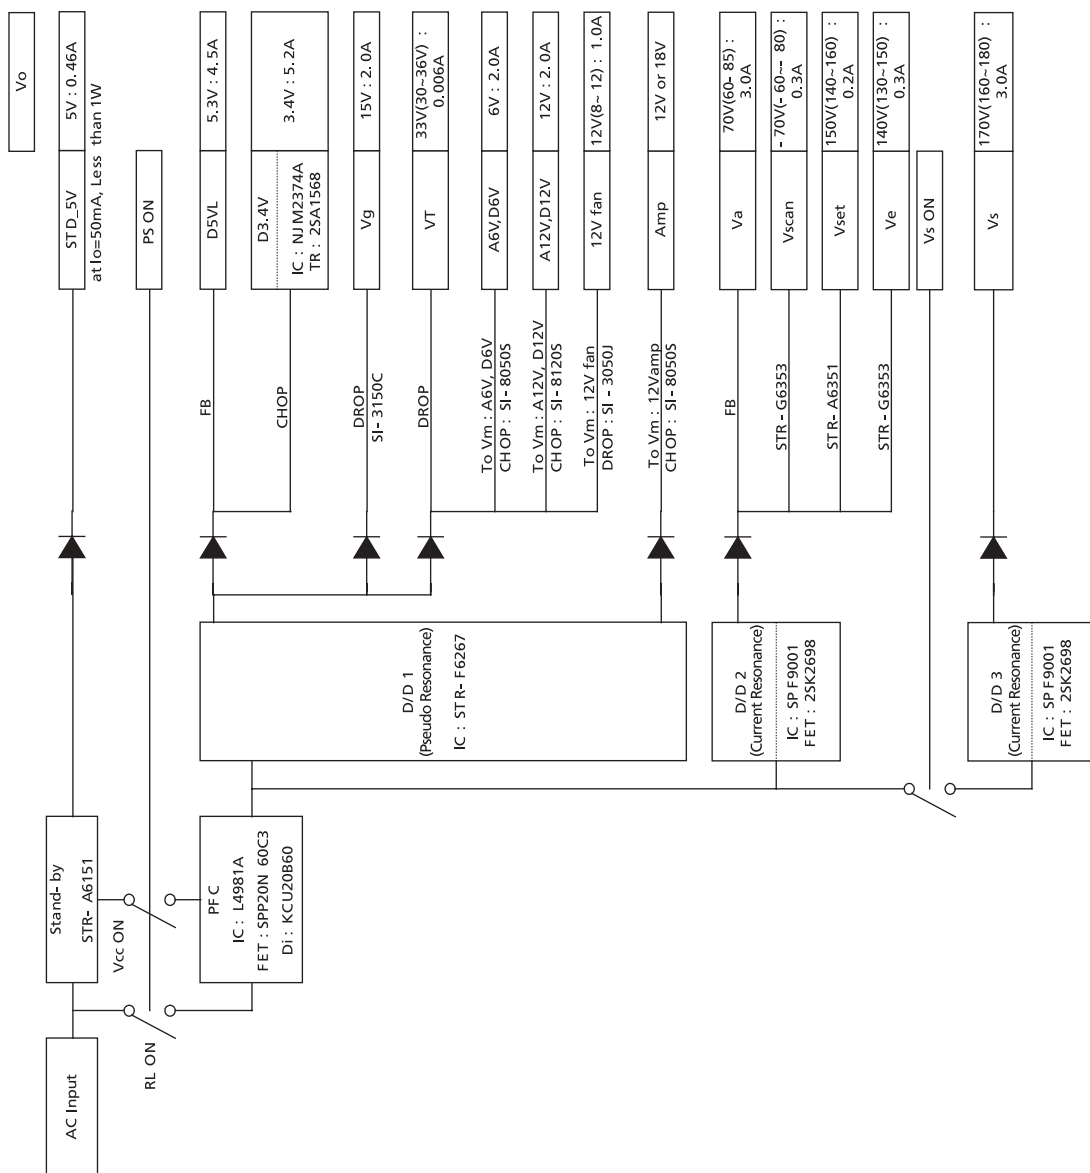 Vo
STD_5V
5V : 0.46A
at Io=50mA, Less than 1W
PS ON
D5VL
5.3V : 4.5A
D3.4V
IC : NJM2374A
TR : 2SA1568
3.4V : 5.2A
Vg
15V : 2.0A
VT
33V(30~36V) :
0.006A
A6V,D6V
6V : 2.0A
A12V,D12V
12V : 2.0A
12V fan
12V(8~12) : 1.0A
Amp
12V or 18V
Va
70V(60-85) :
3.0A
Vscan
-70V(-60~-80) :
0.3A
Vset
150V(140~160) :
0.2A
Ve
140V(130~150) :
0.3A
Vs ON
Vs
170V(160~180) :
3.0A
FB
CHOP
DROP
SI-3150C
DROP
To Vm : A6V, D6V
CHOP : SI-8050S
To Vm : A12V, D12V
CHOP : SI-8120S
To Vm : 12V fan
DROP : SI-3050J
To Vm : 12Vamp
CHOP : SI-8050S
FB
STR-G6353
STR-A6351
STR-G6353
D/D 1
(Pseudo Resonance)
IC : STR-F6267
D/D 2
(Current Resonance)
IC : SPF9001
FET : 2SK2698
D/D 3
(Current Resonance)
IC : SPF9001
FET : 2SK2698
Stand-by
STR-A6151
Vcc ON
PFC
IC : L4981A
FET : SPP20N 60C3
Di : KCU20B60
AC Input
RL ON